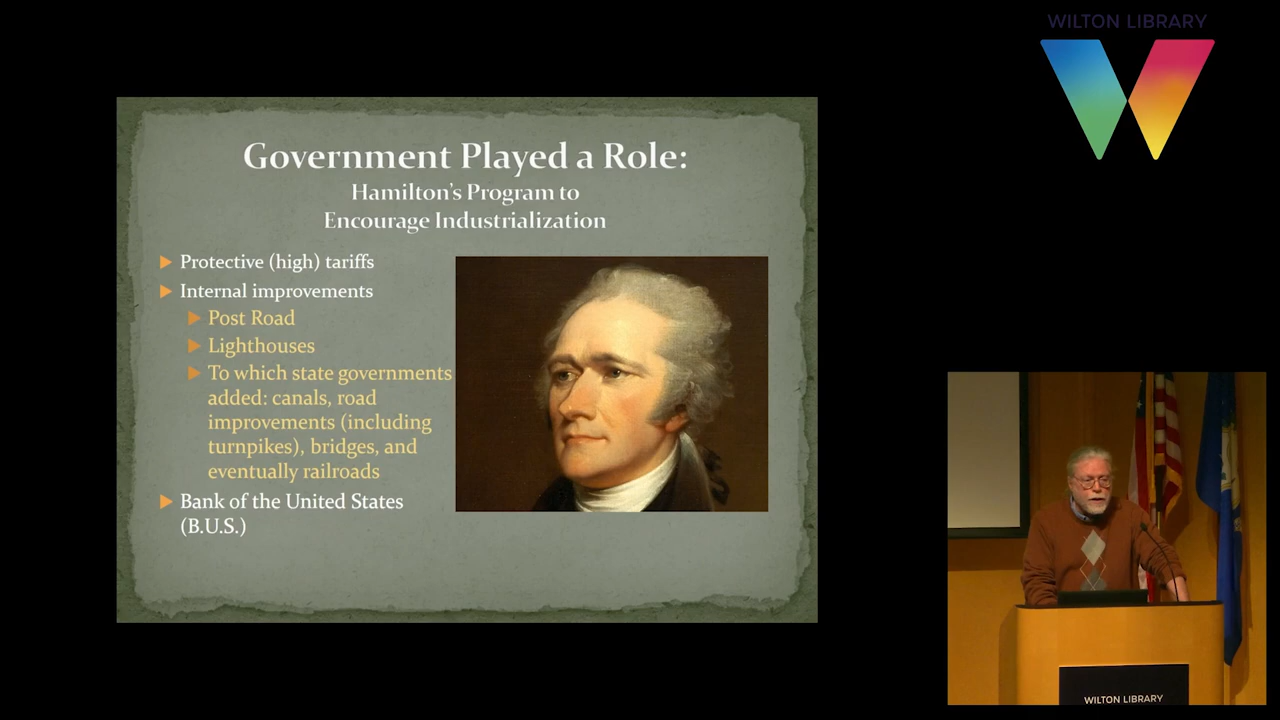 WILTON LIBRARY
Government Played a Role:
Hamilton's Program to
Encourage Industrialization
Protective (high) tariffs
Internal improvements
Post Road
Lighthouses
To which state governments
added: canals, road
improvements (including
turnpikes), bridges, and
eventually railroads
Bank of the United States
(B.U.S.)
WILTON LIBRARY